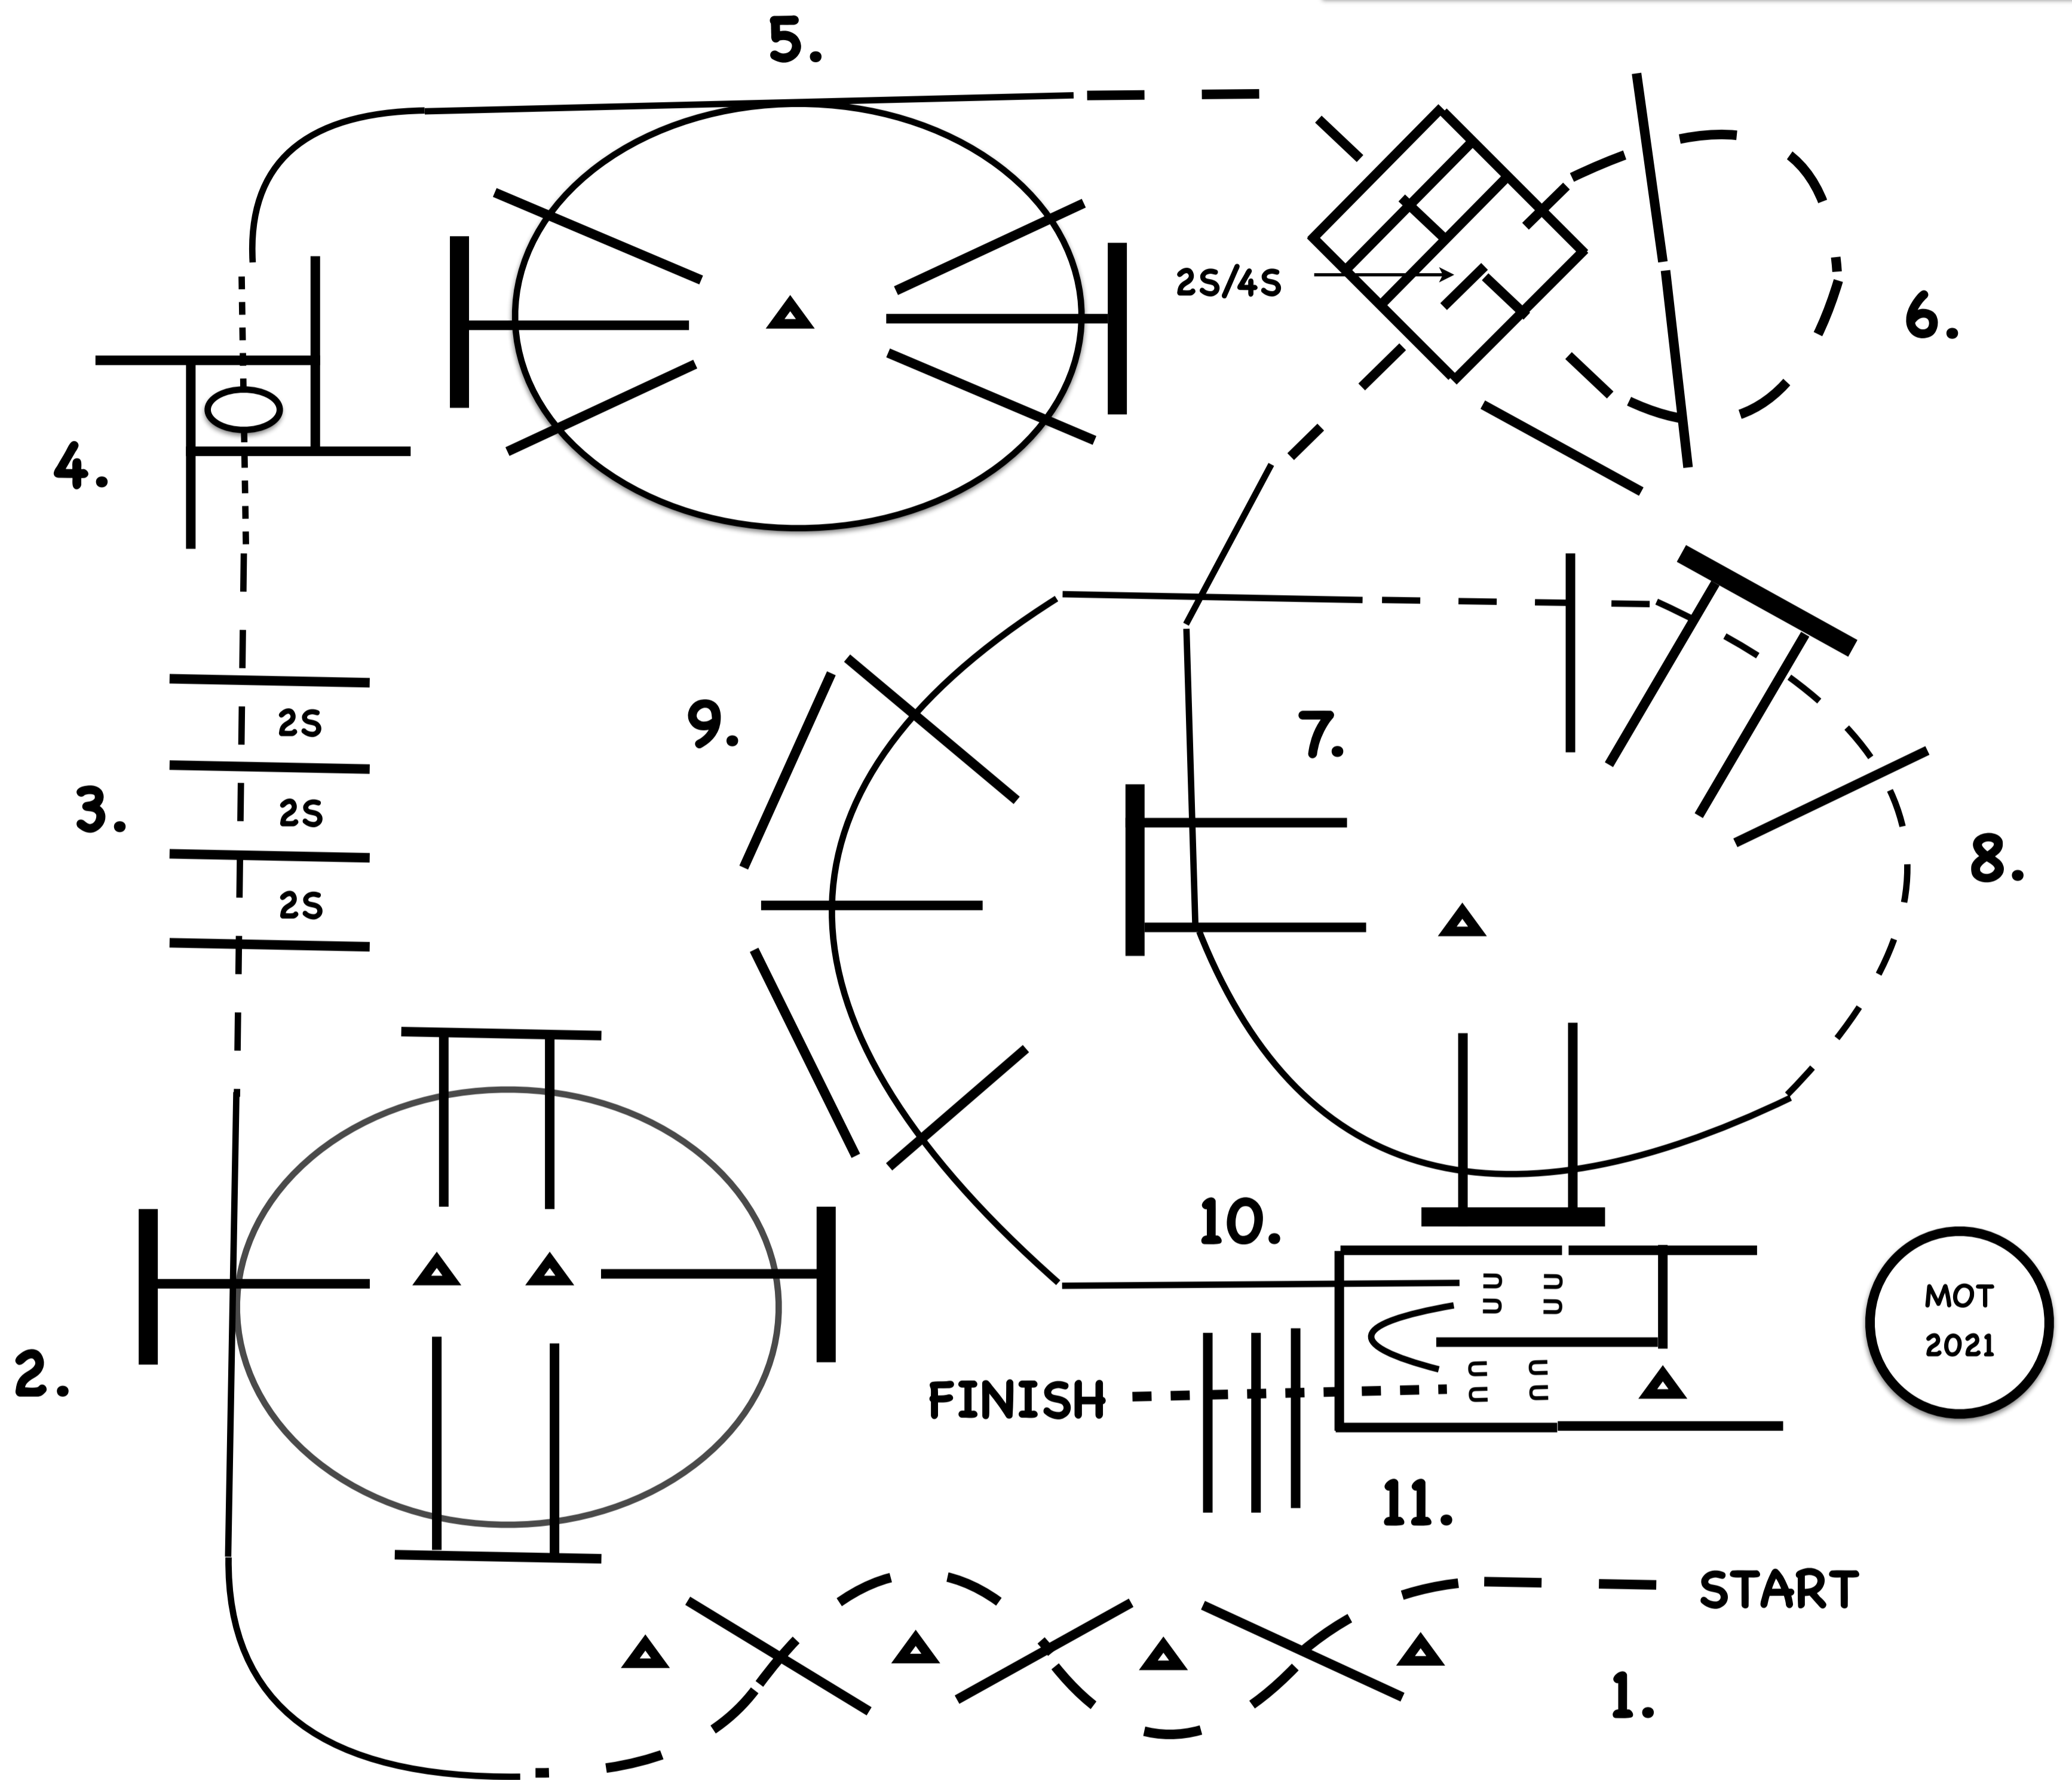 5.
2S/4S
6.
4.
2S
9.
7.
3.
2S
8.
2S
10.
MOT
2021
2.
FINISH
11.
START
1.